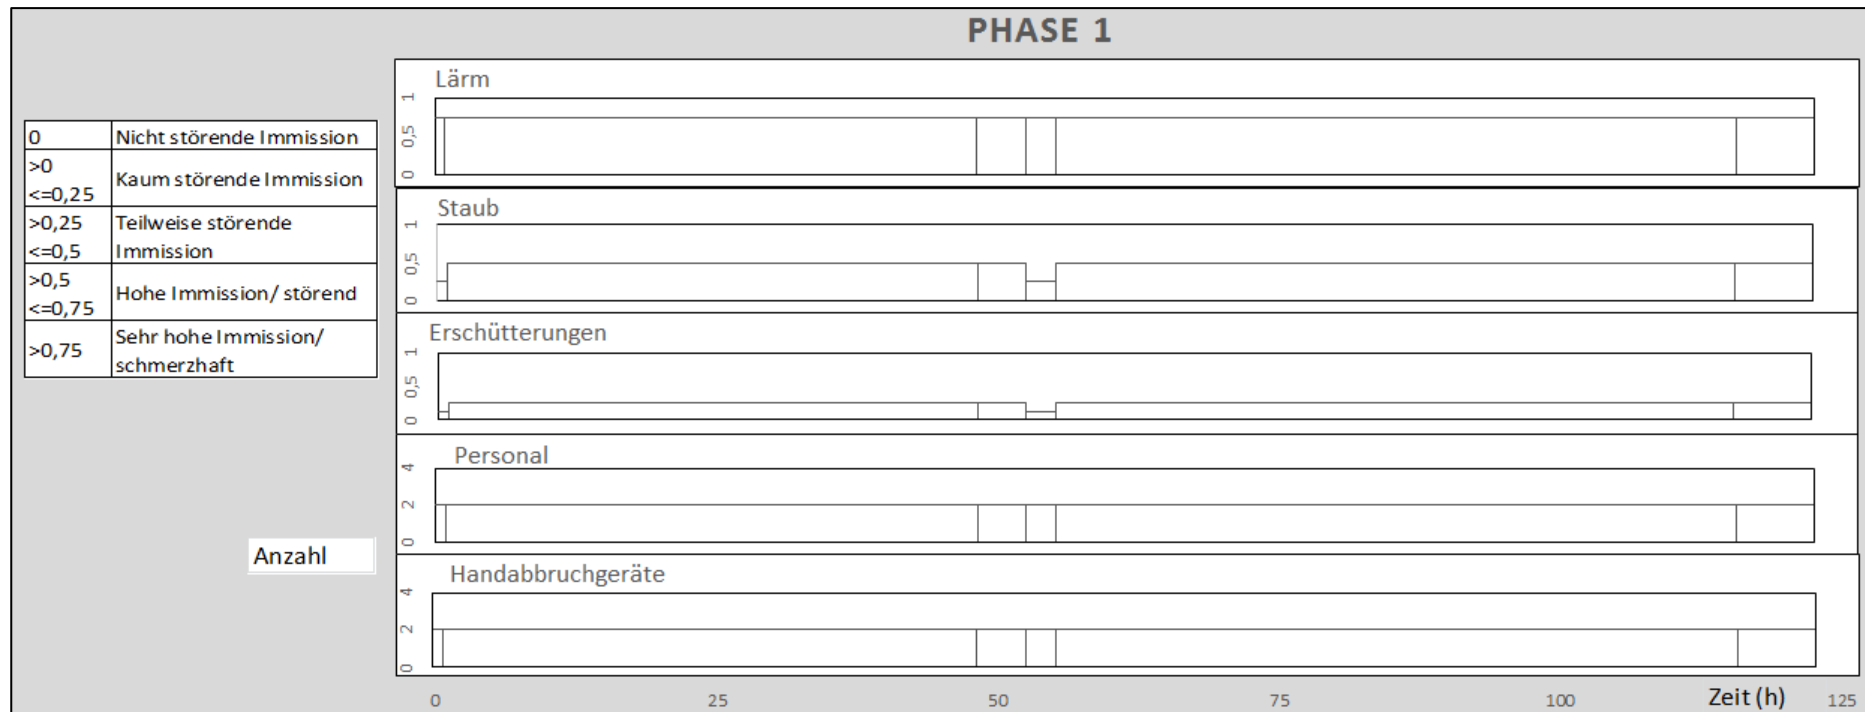 PHASE 1
0 Nicht störende Immission
>0
<=0,25
Kaum störende Immission
>0,25
<=0,5
Teilweise störende
Immission
>0,5
<=0,75
Hohe Immission/ störend
>0,75
Sehr hohe Immission/
schmerzhaft
Anzahl
Lärm
1
0,5
0
Staub
1
0,5
0
Erschütterungen
1
0,5
0
Personal
4
2
0
Handabbruchgeräte
4
2
0
0 25 50 75 100 Zeit (h) 125